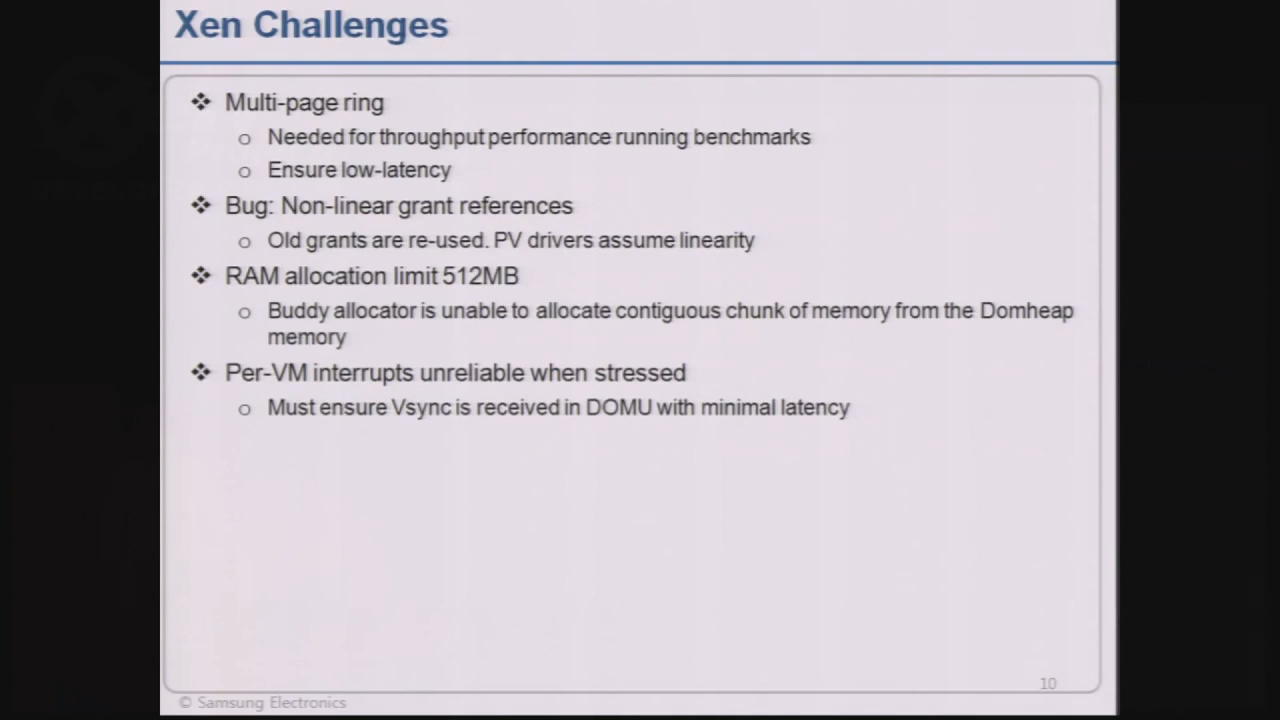 Xen Challenges
❖ Multi-page ring
o Needed for throughput performance running benchmarks
o Ensure low-latency
❖ Bug: Non-linear grant references
o Old grants are re-used. PV drivers assume linearity
❖ RAM allocation limit 512MB
o Buddy allocator is unable to allocate contiguous chunk of memory from the Domheap
memory
❖ Per-VM interrupts unreliable when stressed
o Must ensure Vsync is received in DOMU with minimal latency
10
© Samsung Electronics